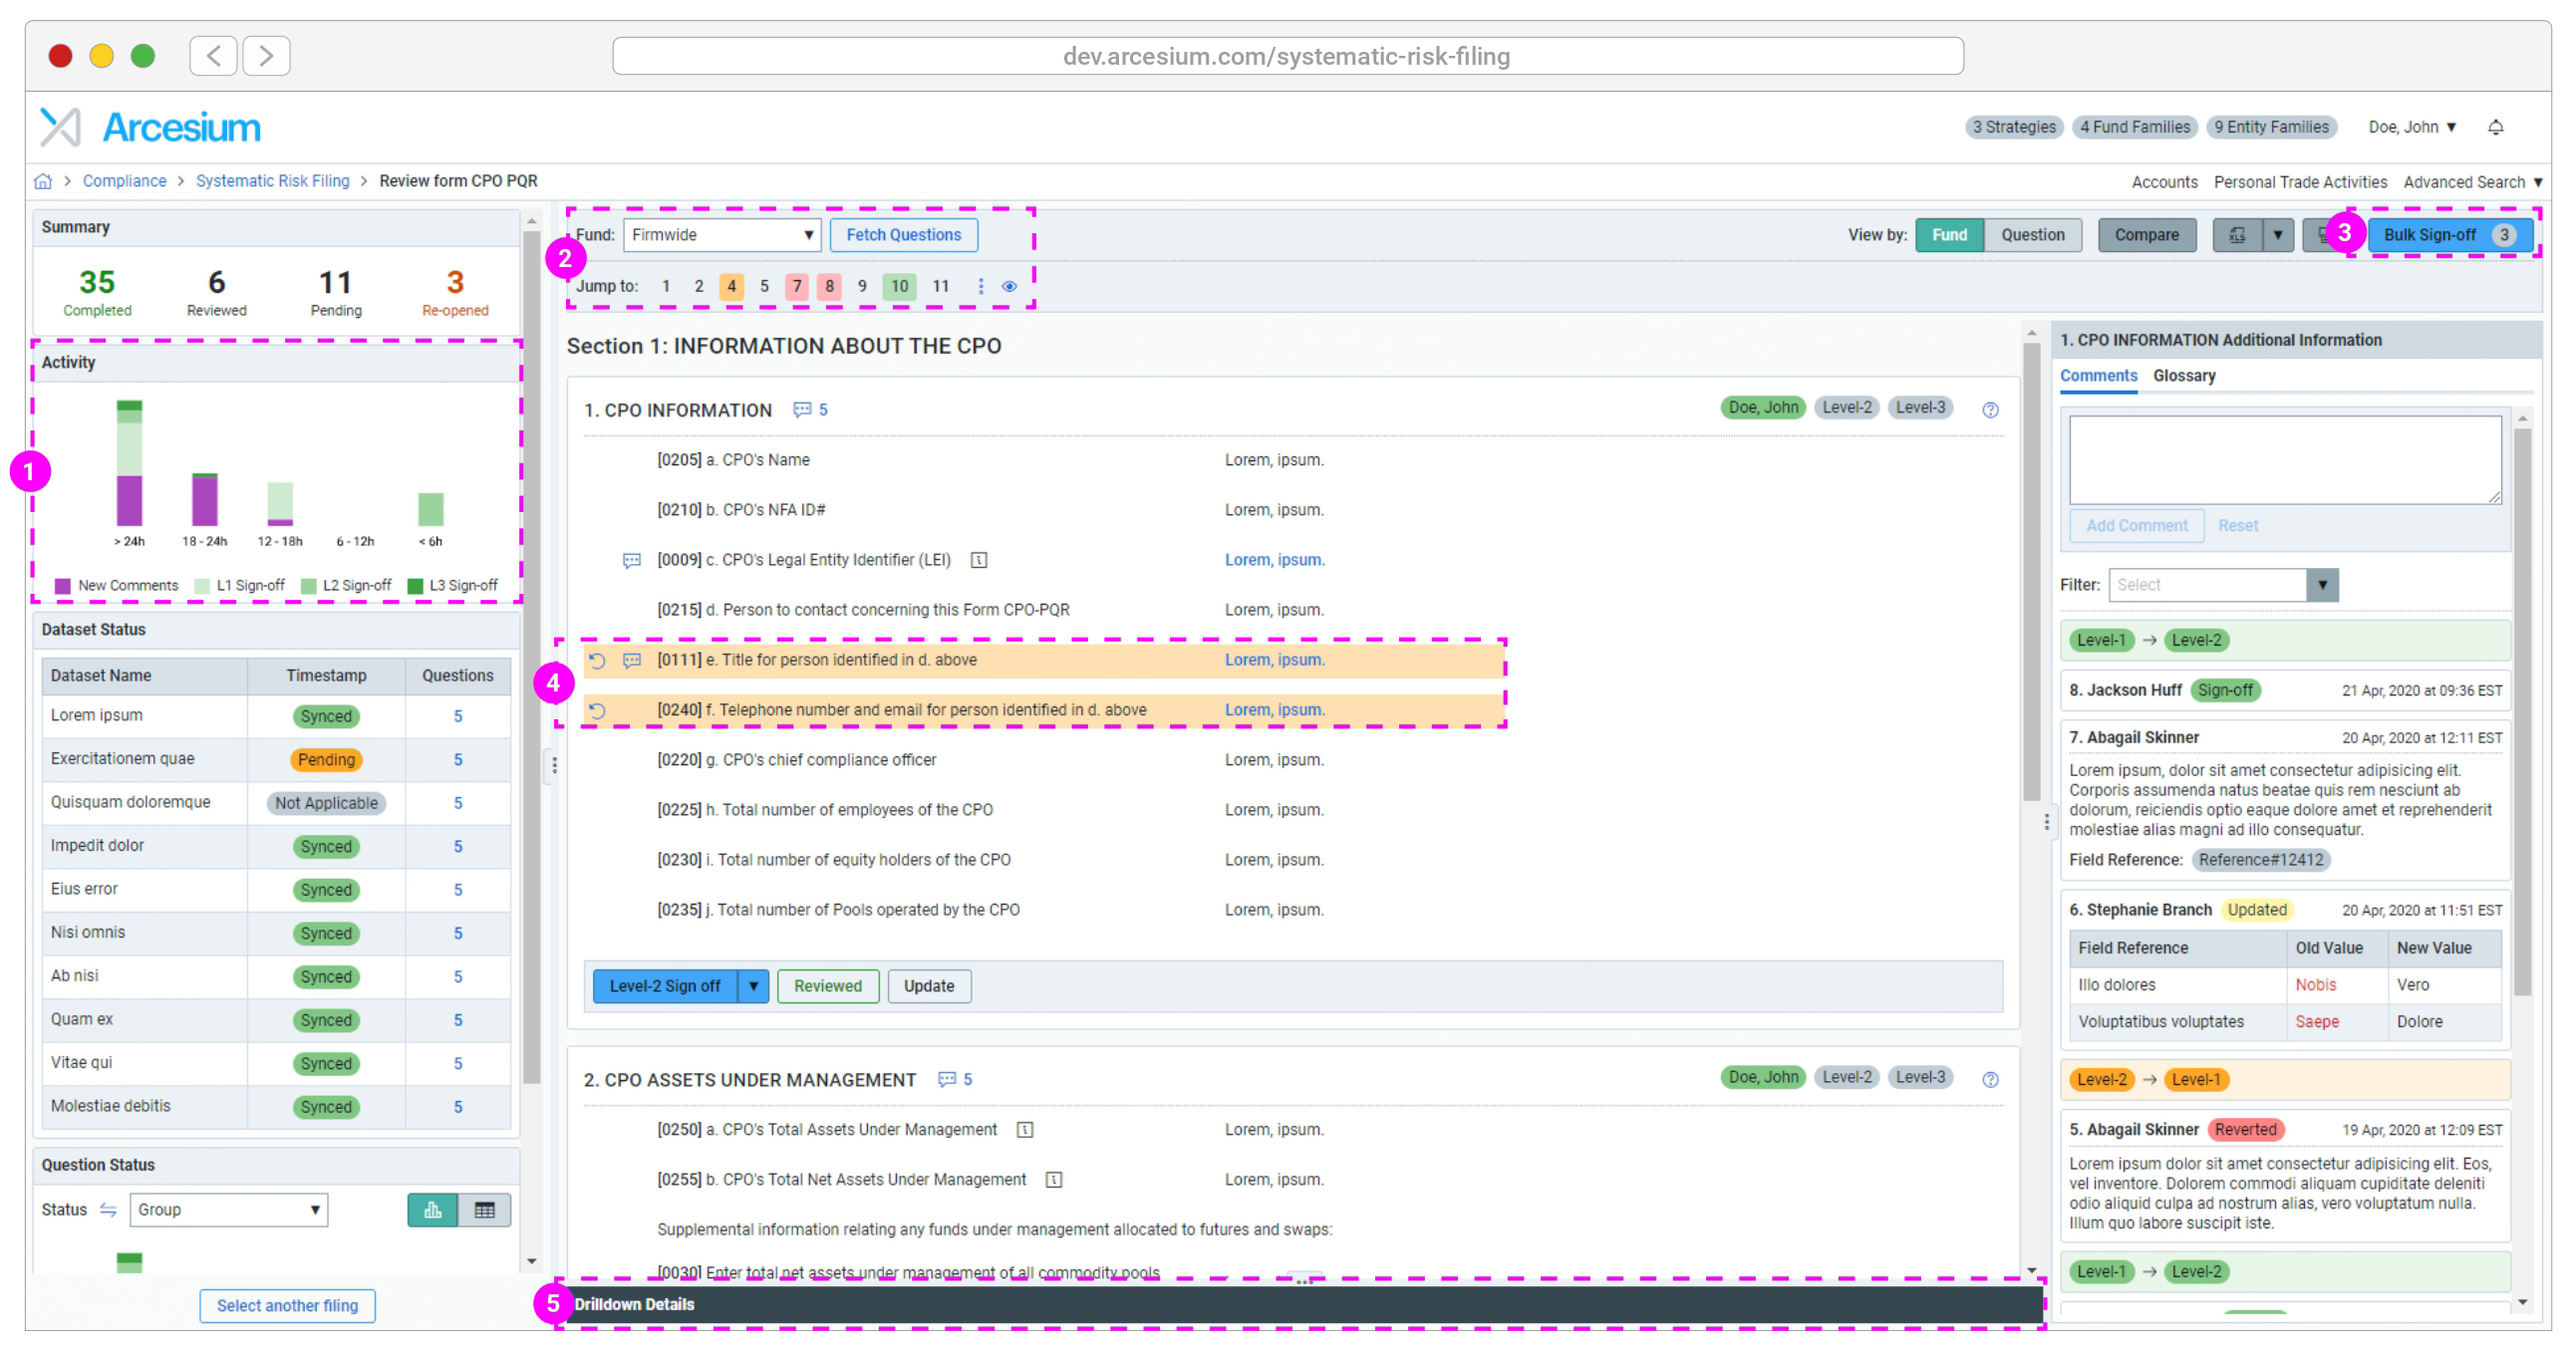 dev.arcesium.com/systematic-risk-filing
Arcesium
3 Strategies 4 Fund Families 9 Entity Families Doe, John
> Compliance > Systematic Risk Filing > Review form CPO PQR
Accounts Personal Trade Activities Advanced Search
Summary
35 6 11 3
Completed Reviewed Pending Re-opened
1
Activity
> 24h 18 - 24h 12 - 18h 6 - 12h < 6h
New Comments L1 Sign-off L2 Sign-off L3 Sign-off
Dataset Status
Dataset Name Timestamp Questions
Lorem ipsum Synced 5
Exercitationem quae Pending 5
Quisquam doloremque Not Applicable 5
Impedit dolor Synced 5
Eius error Synced 5
Nisi omnis Synced 5
Ab nisi Synced 5
Quam ex Synced 5
Vitae qui Synced 5
Molestiae debitis Synced 5
Question Status
Status Group
Select another filing
2
Fund: Firmwide Fetch Questions
Jump to: 1 2 4 5 7 8 9 10 11
View by: Fund Question Compare XLS
3
Bulk Sign-off 3
Section 1: INFORMATION ABOUT THE CPO
1. CPO INFORMATION 5 Doe, John Level-2 Level-3
[0205] a. CPO's Name Lorem, ipsum.
[0210] b. CPO's NFA ID# Lorem, ipsum.
[0009] c. CPO's Legal Entity Identifier (LEI) Lorem, ipsum.
[0215] d. Person to contact concerning this Form CPO-PQR Lorem, ipsum.
4
[0111] e. Title for person identified in d. above Lorem, ipsum.
[0240] f. Telephone number and email for person identified in d. above Lorem, ipsum.
[0220] g. CPO's chief compliance officer Lorem, ipsum.
[0225] h. Total number of employees of the CPO Lorem, ipsum.
[0230] i. Total number of equity holders of the CPO Lorem, ipsum.
[0235] j. Total number of Pools operated by the CPO Lorem, ipsum.
Level-2 Sign off Reviewed Update
2. CPO ASSETS UNDER MANAGEMENT 5 Doe, John Level-2 Level-3
[0250] a. CPO's Total Assets Under Management Lorem, ipsum.
[0255] b. CPO's Total Net Assets Under Management Lorem, ipsum.
Supplemental information relating any funds under management allocated to futures and swaps:
[0030] Enter total net assets under management of all commodity pools
5
Drilldown Details
1. CPO INFORMATION Additional Information
Comments Glossary
Add Comment Reset
Filter: Select
Level-1 → Level-2
8. Jackson Huff Sign-off 21 Apr, 2020 at 09:36 EST
7. Abagail Skinner 20 Apr, 2020 at 12:11 EST
Lorem ipsum, dolor sit amet consectetur adipisicing elit.
Corporis assumenda natus beatae quis rem nesciunt ab
dolorum, reiciendis optio eaque dolore amet et reprehenderit
molestiae alias magni ad illo consequatur.
Field Reference: Reference#12412
6. Stephanie Branch Updated 20 Apr, 2020 at 11:51 EST
Field Reference Old Value New Value
Illo dolores Nobis Vero
Voluptatibus voluptates Saepe Dolore
Level-2 → Level-1
5. Abagail Skinner Reverted 19 Apr, 2020 at 12:09 EST
Lorem ipsum dolor sit amet consectetur adipisicing elit. Eos,
vel inventore. Dolorem commodi aliquam cupiditate deleniti
odio aliquid culpa ad nostrum alias, vero voluptatum nulla.
Illum quo labore suscipit iste.
Level-1 → Level-2